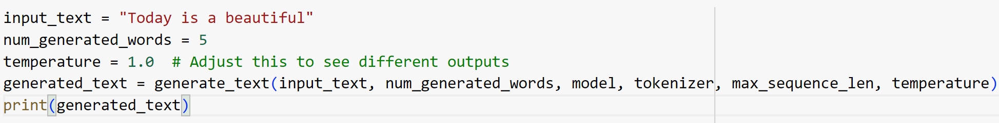 input_text = "Today is a beautiful"
num_generated_words = 5
temperature = 1.0  # Adjust this to see different outputs
generated_text = generate_text(input_text, num_generated_words, model, tokenizer, max_sequence_len, temperature)
print(generated_text)